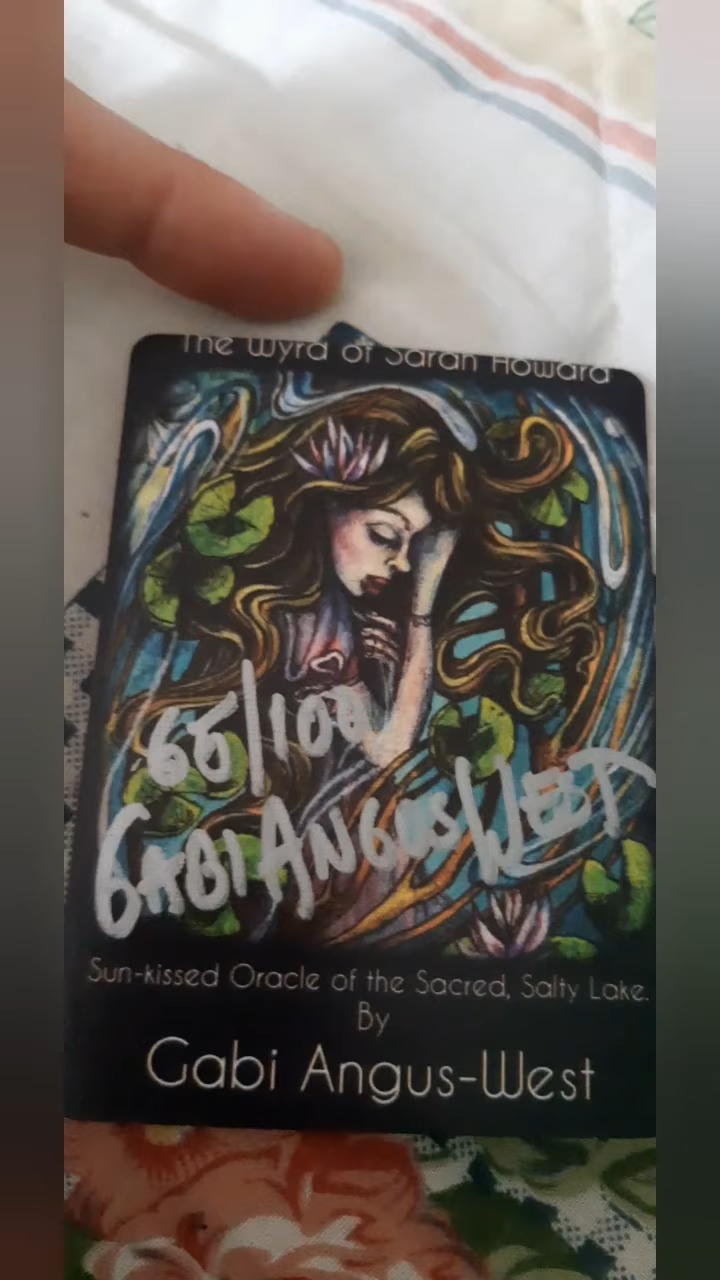 The Wyrd of Sarah Howard
65/100
GABI ANGUS WEST
Sun-kissed Oracle of the Sacred, Salty Lake.
By
Gabi Angus-West